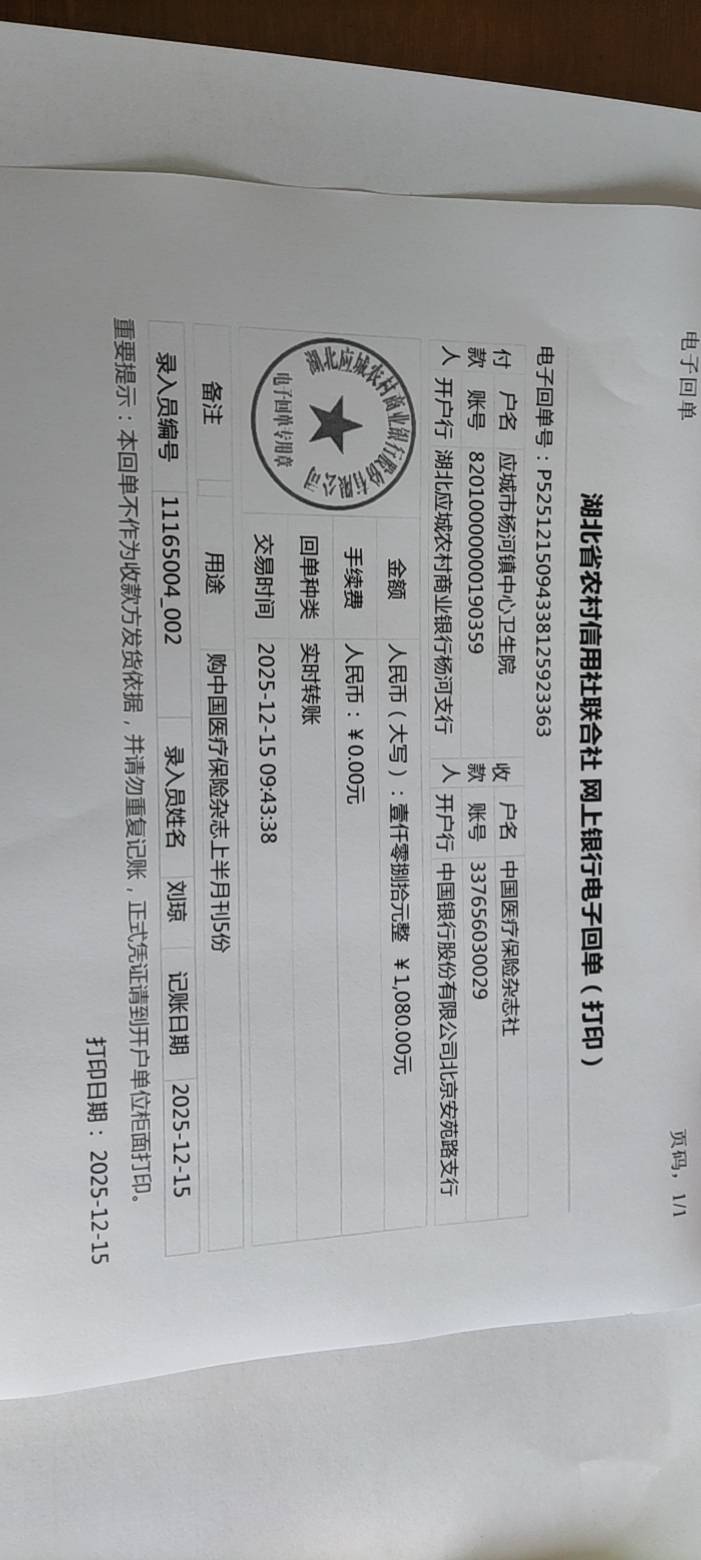 电子回单
页码，1/1
湖北省农村信用社联合社 网上银行电子回单（打印）
电子回单号：P52512150943381259233​63
付款人 户名 应城市杨河镇中心卫生院 收款人 户名 中国医疗保险杂志社
账号 82010000000190359 账号 337656030029
开户行 湖北应城农村商业银行杨河支行 开户行 中国银行股份有限公司北京安苑路支行
金额 人民币（大写）：壹仟零捌拾元整 ￥1,080.00元
手续费 人民币：￥0.00元
回单种类 实时转账
交易时间 2025-12-15 09:43:38
湖北应城农村商业银行股份有限公司
电子回单专用章
备注 用途 购中国医疗保险杂志上半月刊5份
录入员编号 11165004_002 录入员姓名 刘琼 记账日期 2025-12-15
重要提示：本回单不作为收款方发货依据，并请勿重复记账，正式凭证请到开户单位柜面打印。
打印日期：2025-12-15